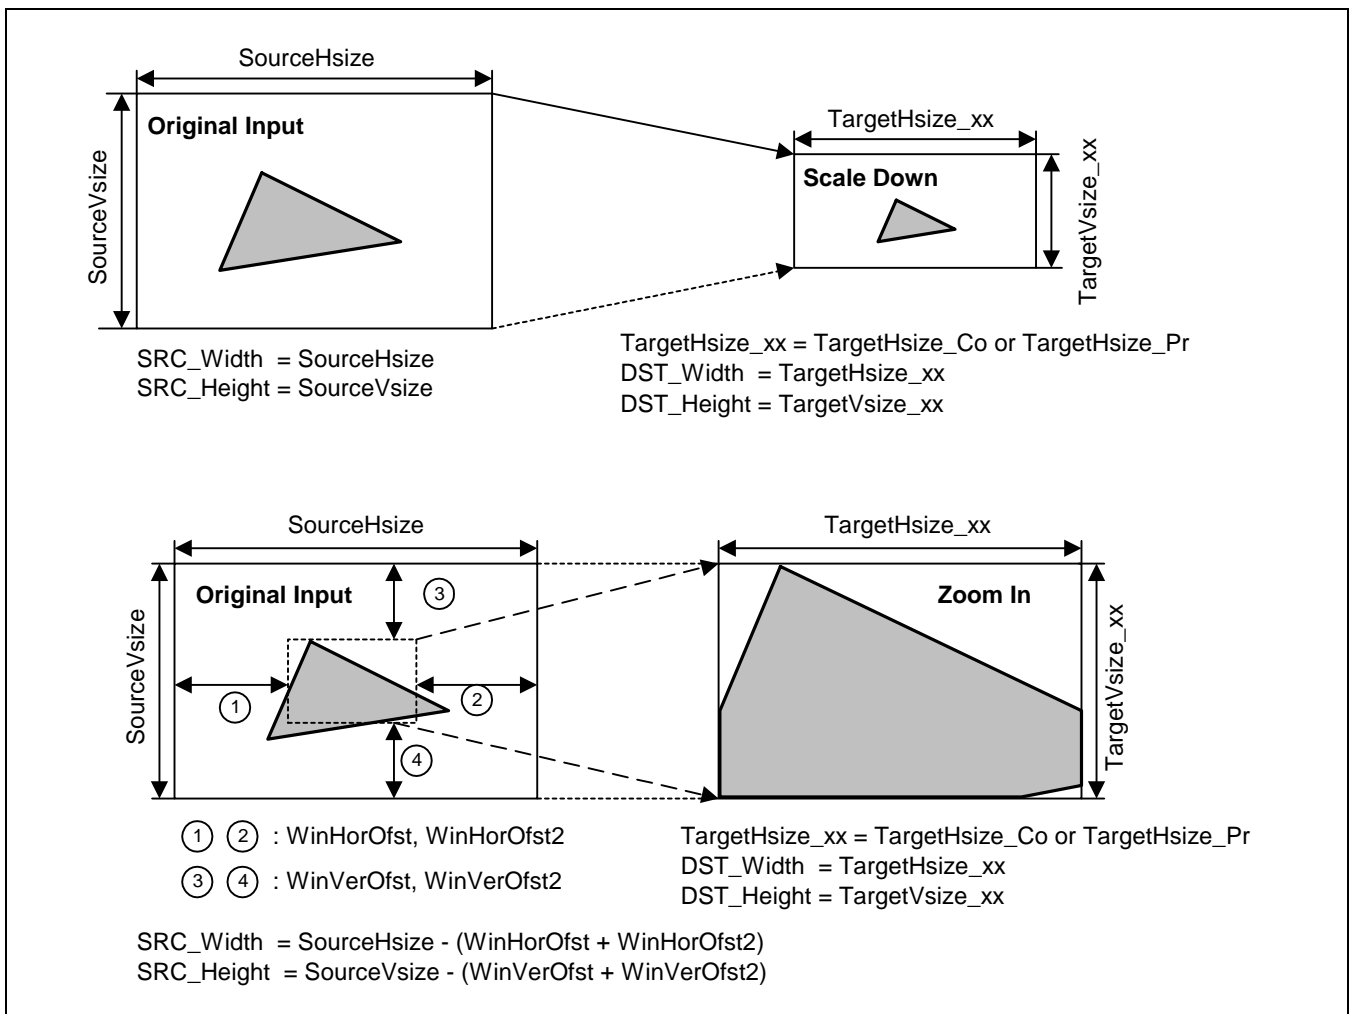 SourceHsize
SourceVsize
Original Input
TargetHsize_xx
Scale Down
TargetVsize_xx
SRC_Width = SourceHsize
SRC_Height = SourceVsize
TargetHsize_xx = TargetHsize_Co or TargetHsize_Pr
DST_Width = TargetHsize_xx
DST_Height = TargetVsize_xx
SourceHsize
SourceVsize
Original Input
3
1
2
4
TargetHsize_xx
Zoom In
TargetVsize_xx
1 2 : WinHorOfst, WinHorOfst2
3 4 : WinVerOfst, WinVerOfst2
TargetHsize_xx = TargetHsize_Co or TargetHsize_Pr
DST_Width = TargetHsize_xx
DST_Height = TargetVsize_xx
SRC_Width = SourceHsize - (WinHorOfst + WinHorOfst2)
SRC_Height = SourceVsize - (WinVerOfst + WinVerOfst2)